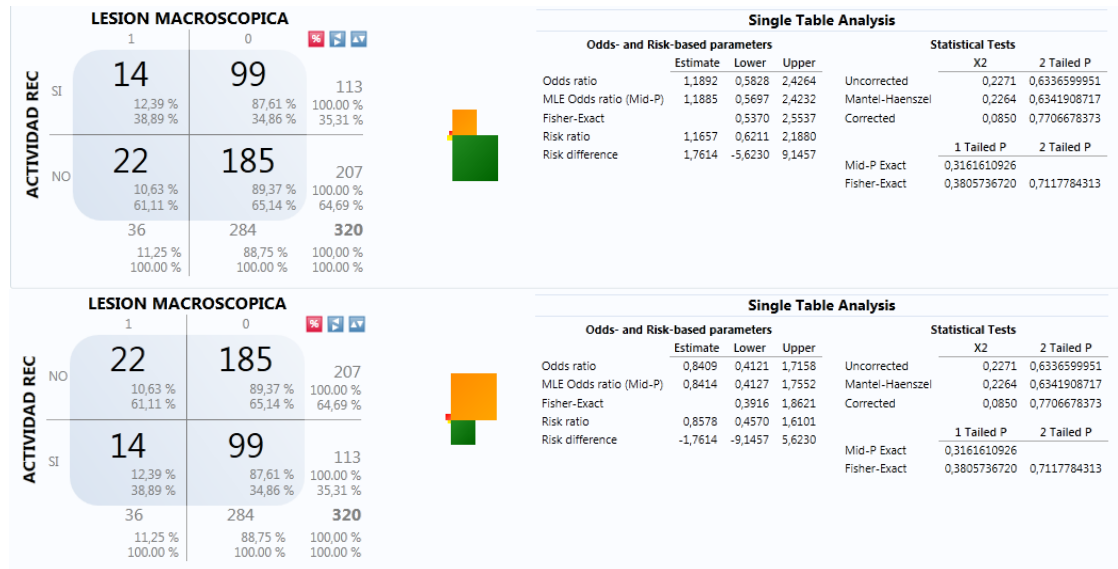 LESION MACROSCOPICA
1 0 %
ACTIVIDAD REC
SI 14 99 113
12,39 % 87,61 % 100.00 %
38,89 % 34,86 % 35,31 %
NO 22 185 207
10,63 % 89,37 % 100.00 %
61,11 % 65,14 % 64,69 %
36 284 320
11,25 % 88,75 % 100,00 %
100.00 % 100.00 % 100.00 %
Single Table Analysis
Odds- and Risk-based parameters
Estimate Lower Upper
Odds ratio 1,1892 0,5828 2,4264
MLE Odds ratio (Mid-P) 1,1885 0,5697 2,4232
Fisher-Exact 0,5370 2,5537
Risk ratio 1,1657 0,6211 2,1880
Risk difference 1,7614 -5,6230 9,1457
Statistical Tests
X2 2 Tailed P
Uncorrected 0,2271 0,6336599951
Mantel-Haenszel 0,2264 0,6341908717
Corrected 0,0850 0,7706678373
1 Tailed P 2 Tailed P
Mid-P Exact 0,3161610926
Fisher-Exact 0,3805736720 0,7117784313
LESION MACROSCOPICA
1 0 %
ACTIVIDAD REC
NO 22 185 207
10,63 % 89,37 % 100.00 %
61,11 % 65,14 % 64,69 %
SI 14 99 113
12,39 % 87,61 % 100.00 %
38,89 % 34,86 % 35,31 %
36 284 320
11,25 % 88,75 % 100,00 %
100.00 % 100.00 % 100.00 %
Single Table Analysis
Odds- and Risk-based parameters
Estimate Lower Upper
Odds ratio 0,8409 0,4121 1,7158
MLE Odds ratio (Mid-P) 0,8414 0,4127 1,7552
Fisher-Exact 0,3916 1,8621
Risk ratio 0,8578 0,4570 1,6101
Risk difference -1,7614 -9,1457 5,6230
Statistical Tests
X2 2 Tailed P
Uncorrected 0,2271 0,6336599951
Mantel-Haenszel 0,2264 0,6341908717
Corrected 0,0850 0,7706678373
1 Tailed P 2 Tailed P
Mid-P Exact 0,3161610926
Fisher-Exact 0,3805736720 0,7117784313